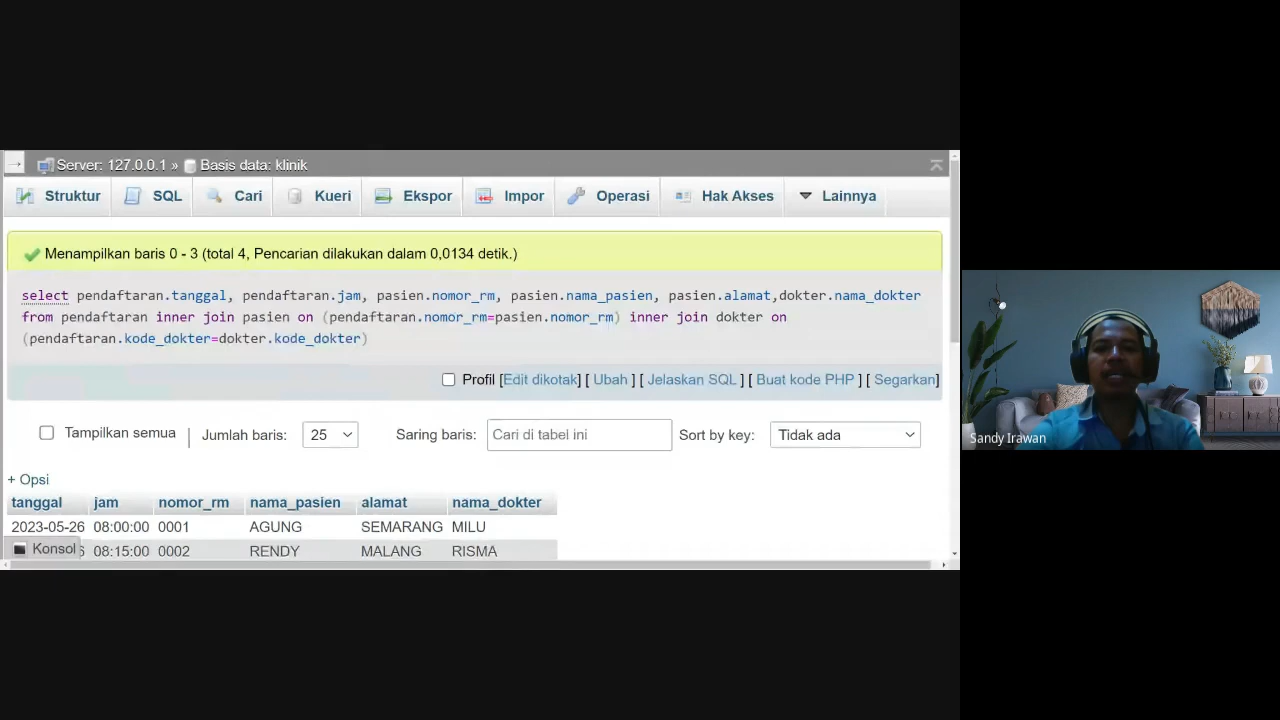 Server: 127.0.0.1 » Basis data: klinik
Struktur SQL Cari Kueri Ekspor Impor Operasi Hak Akses Lainnya
Menampilkan baris 0 - 3 (total 4, Pencarian dilakukan dalam 0,0134 detik.)
select pendaftaran.tanggal, pendaftaran.jam, pasien.nomor_rm, pasien.nama_pasien, pasien.alamat,dokter.nama_dokter
from pendaftaran inner join pasien on (pendaftaran.nomor_rm=pasien.nomor_rm) inner join dokter on
(pendaftaran.kode_dokter=dokter.kode_dokter)
Profil [Edit dikotak] [ Ubah ] [ Jelaskan SQL ] [ Buat kode PHP ] [ Segarkan]
Tampilkan semua | Jumlah baris: 25 Saring baris: Cari di tabel ini Sort by key: Tidak ada
+ Opsi
tanggal jam nomor_rm nama_pasien alamat nama_dokter
2023-05-26 08:00:00 0001 AGUNG SEMARANG MILU
Konsol 08:15:00 0002 RENDY MALANG RISMA
Sandy Irawan